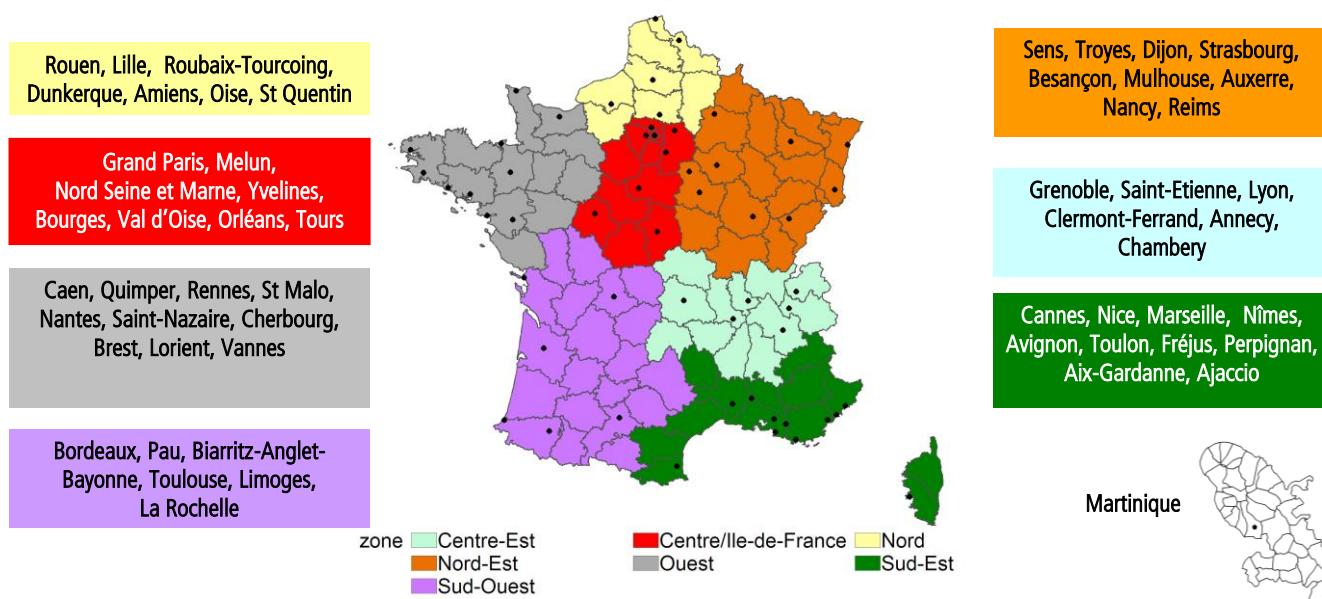 Rouen, Lille, Roubaix-Tourcoing,
Dunkerque, Amiens, Oise, St Quentin
Grand Paris, Melun,
Nord Seine et Marne, Yvelines,
Bourges, Val d'Oise, Orléans, Tours
Caen, Quimper, Rennes, St Malo,
Nantes, Saint-Nazaire, Cherbourg,
Brest, Lorient, Vannes
Bordeaux, Pau, Biarritz-Anglet-
Bayonne, Toulouse, Limoges,
La Rochelle
Sens, Troyes, Dijon, Strasbourg,
Besançon, Mulhouse, Auxerre,
Nancy, Reims
Grenoble, Saint-Etienne, Lyon,
Clermont-Ferrand, Annecy,
Chambery
Cannes, Nice, Marseille, Nîmes,
Avignon, Toulon, Fréjus, Perpignan,
Aix-Gardanne, Ajaccio
Martinique
zone Centre-Est Centre/Ile-de-France Nord
Nord-Est Ouest Sud-Est
Sud-Ouest